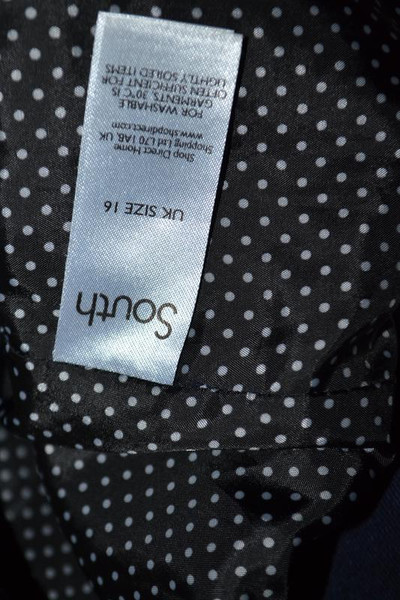 South
UK SIZE 16
Shop Direct Home
Shopping Ltd L70 1AB, UK
www.shopdirect.com
FOR WASHABLE
GARMENTS, 30°C IS
OFTEN SUFFICIENT FOR
LIGHTLY SOILED ITEMS